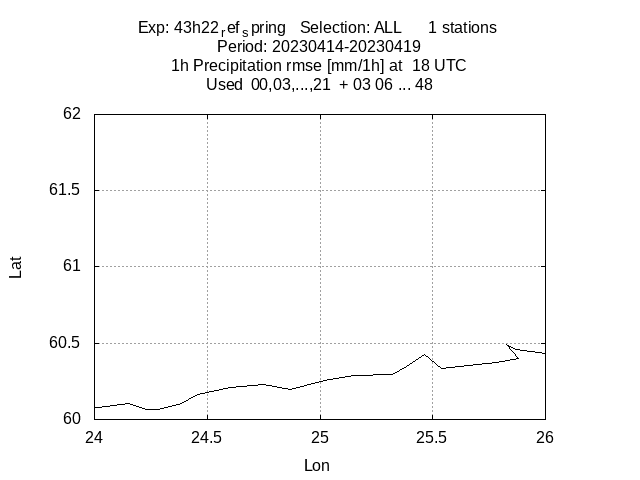 Exp: 43h22ref spring   Selection: ALL      1 stations
Period: 20230414-20230419
1h Precipitation rmse [mm/1h] at  18 UTC
Used  00,03,...,21  + 03 06 ... 48
62
61.5
61
60.5
60
Lat
24 24.5 25 25.5 26
Lon